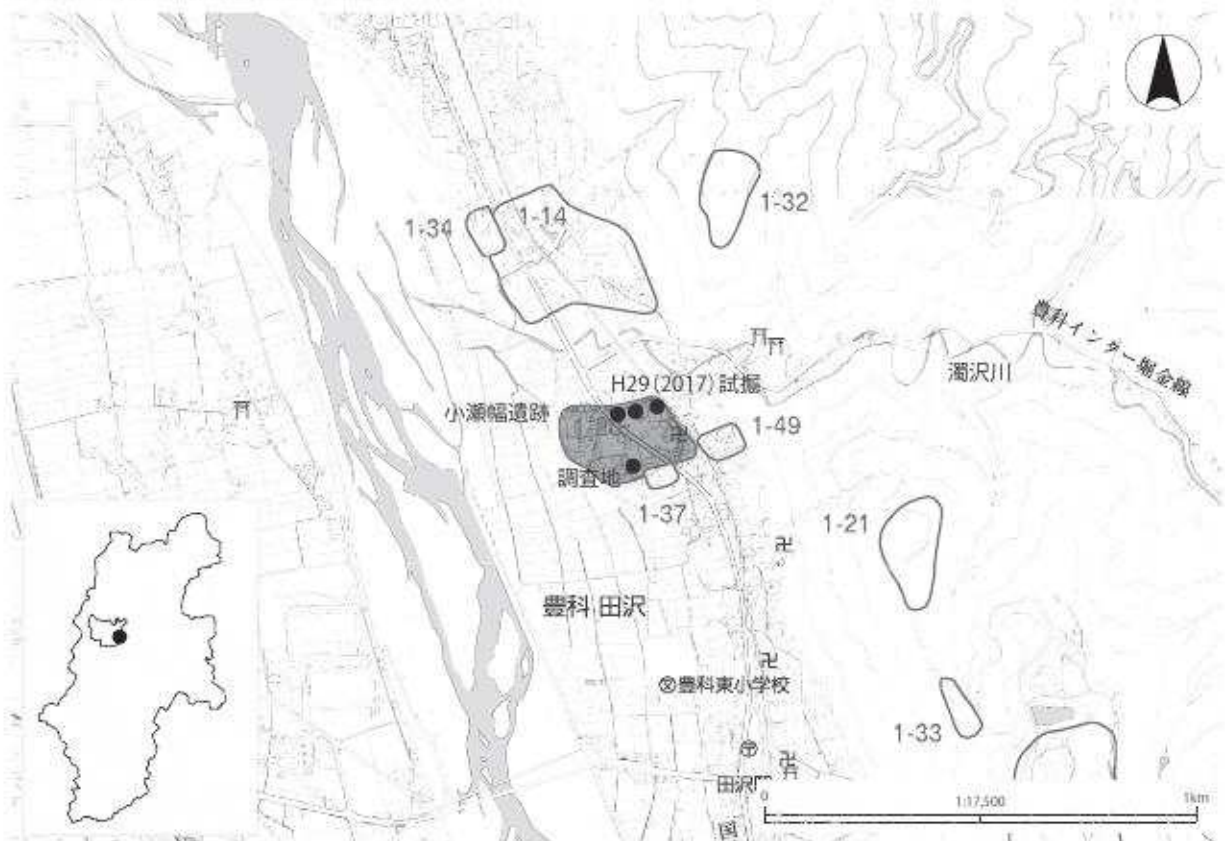 1-32
1-34
1-14
豊科インター堀金線
濁沢川
H29(2017)試掘
小瀬幅遺跡
1-49
調査地
1-37
1-21
豊科 田沢
豊科東小学校
1-33
田沢
0
1:17,500
1km
国